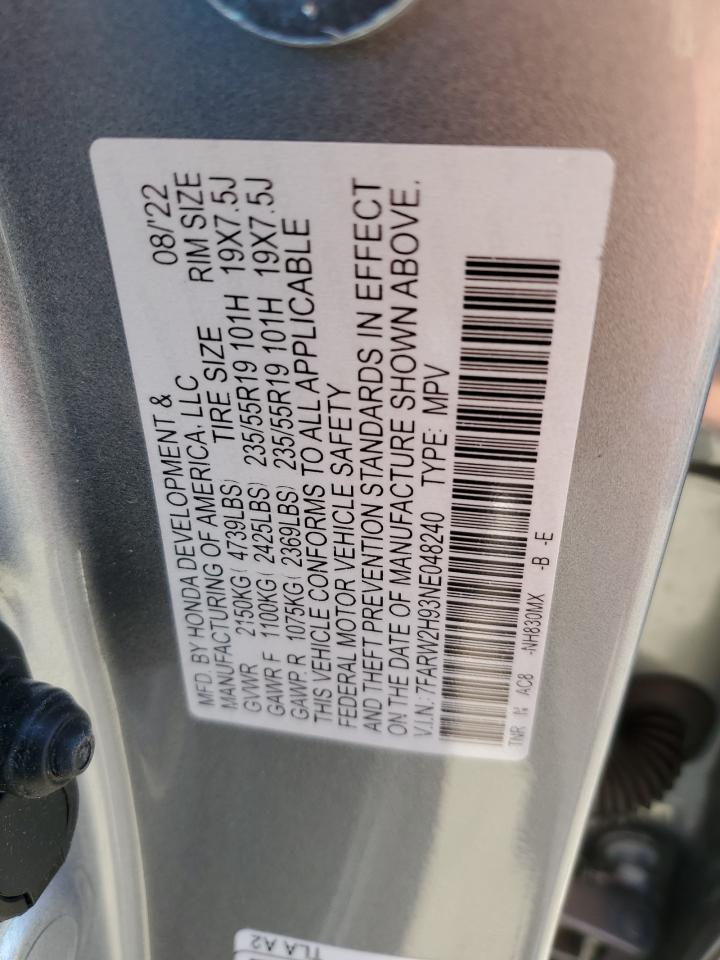 MFD. BY HONDA DEVELOPMENT & 08/'22
MANUFACTURING OF AMERICA, LLC
TIRE SIZE RIM SIZE
GVWR 2150KG( 4739LBS)
GAWR F 1100KG( 2425LBS) 235/55R19 101H 19X7.5J
GAWP. R 1075KG( 2369LBS) 235/55R19 101H 19X7.5J
THIS VEHICLE CONFORMS TO ALL APPLICABLE
FEDERAL MOTOR VEHICLE SAFETY
AND THEFT PREVENTION STANDARDS IN EFFECT
ON THE DATE OF MANUFACTURE SHOWN ABOVE.
V.I.N.: 7FARW2H93NE048240 TYPE: MPV
TNR IN AC8 -NH830MX -B -E
TLA A2